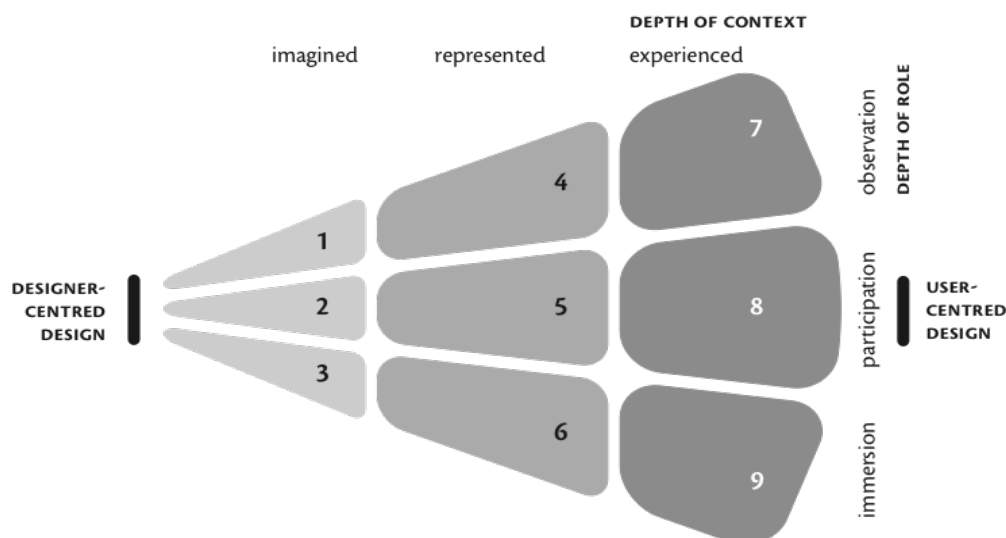 DEPTH OF CONTEXT
imagined represented experienced
observation
DEPTH OF ROLE
7
4
1
DESIGNER-
CENTRED
DESIGN
2
5
8
participation
USER-
CENTRED
DESIGN
3
6
9
immersion